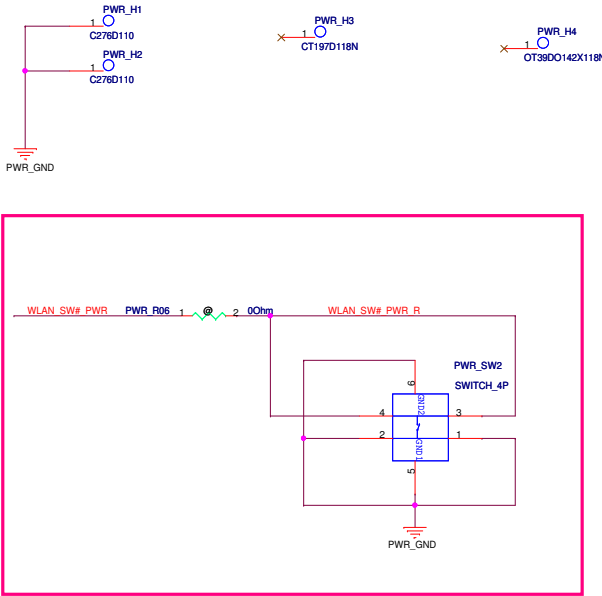 PWR_H1
1
C276D110
PWR_H2
1
C276D110
PWR_GND
PWR_H3
1
CT197D118N
PWR_H4
1
OT39DO142X118N
WLAN_SW#_PWR
PWR_R06
1
@
2
0Ohm
WLAN_SW#_PWR_R
PWR_SW2
SWITCH_4P
6
GND2
4
3
2
1
GND1
5
PWR_GND